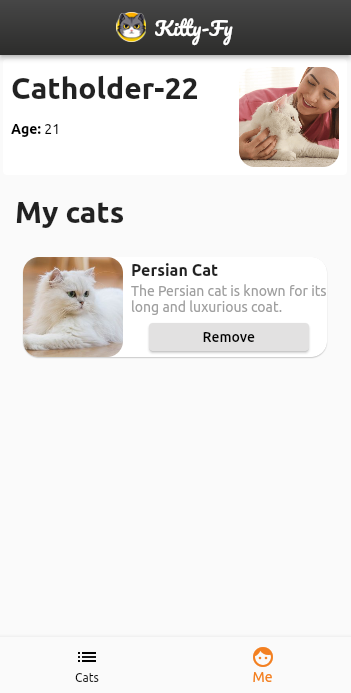 Kitty-Fy
Catholder-22
Age: 21
My cats
Persian Cat
The Persian cat is known for its
long and luxurious coat.
Remove
Cats
Me